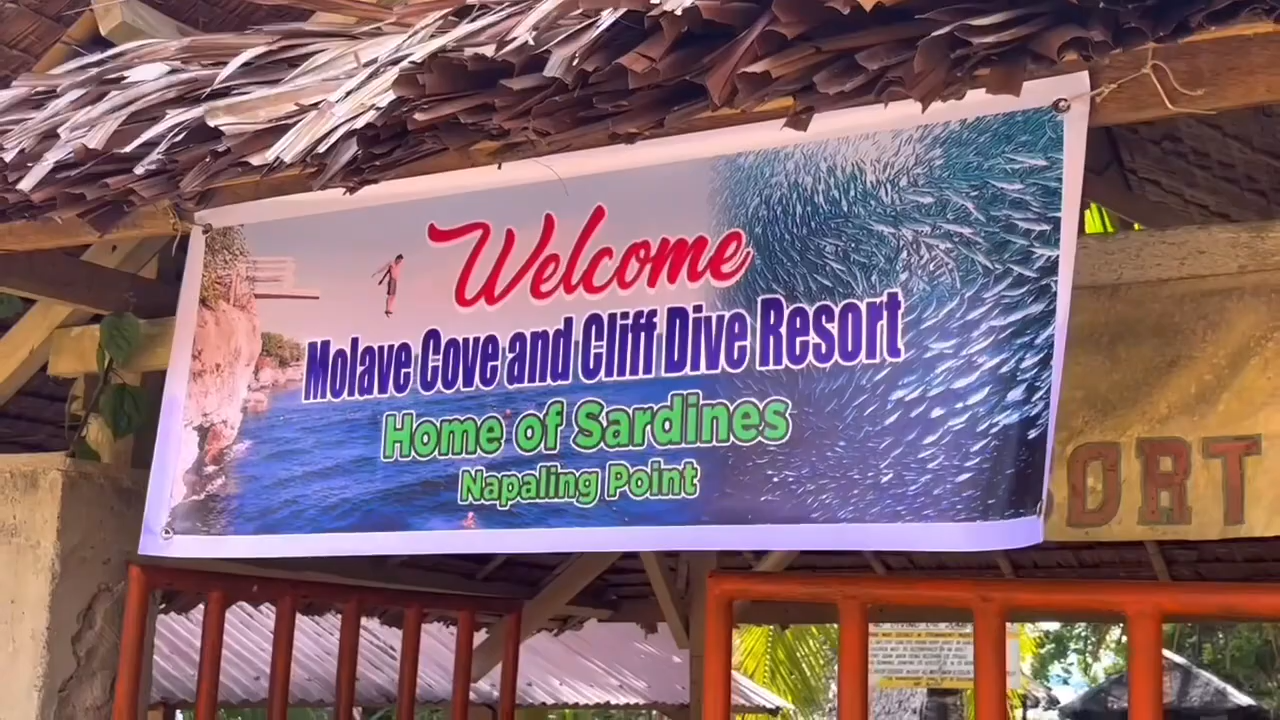 Welcome
Molave Cove and Cliff Dive Resort
Home of Sardines
Napaling Point
ORT